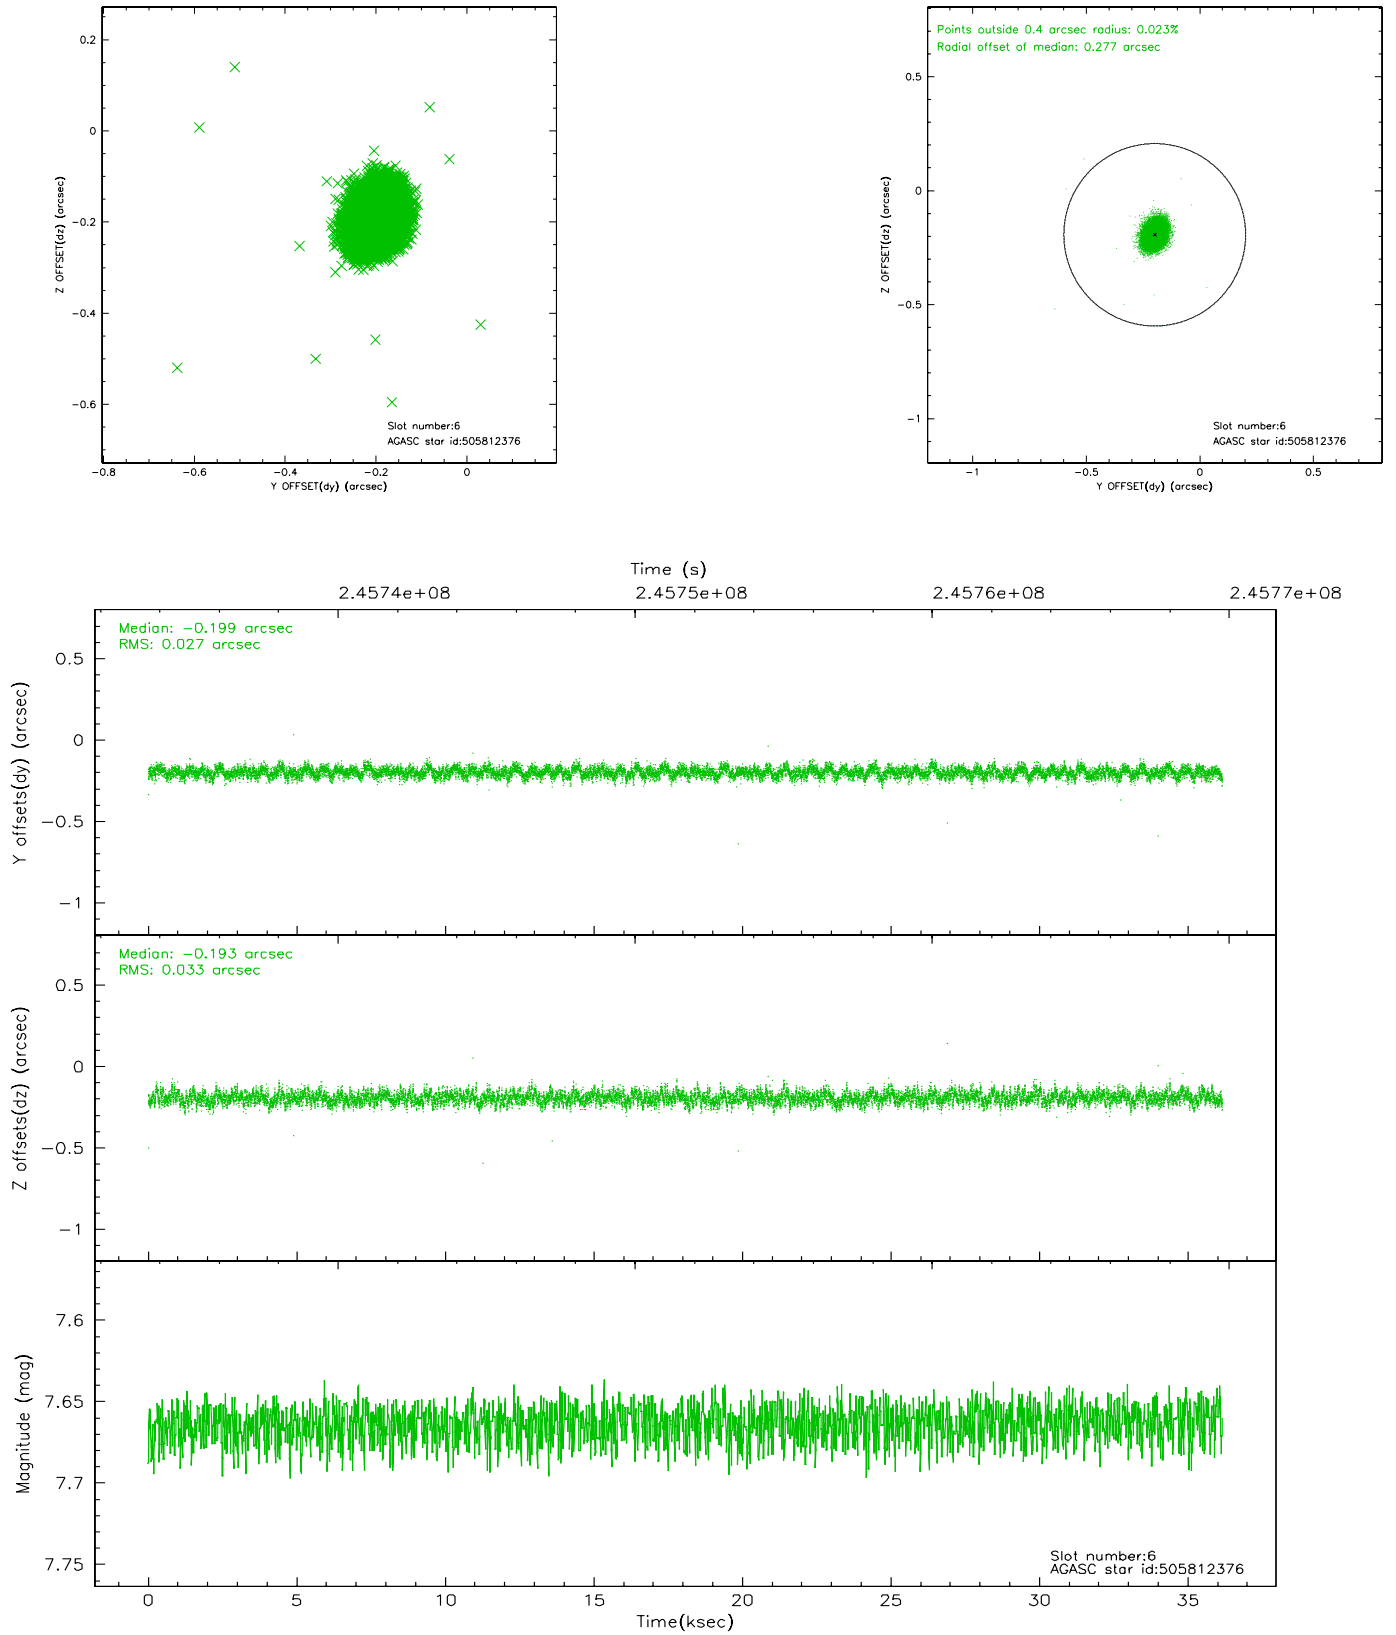 0.2
0
-0.2
-0.4
-0.6
Z OFFSET(dz) (arcsec)
Slot number:6
AGASC star id:505812376
-0.8 -0.6 -0.4 -0.2 0
Y OFFSET(dy) (arcsec)
Points outside 0.4 arcsec radius: 0.023%
Radial offset of median: 0.277 arcsec
0.5
0
-0.5
-1
Z OFFSET(dz) (arcsec)
Slot number:6
AGASC star id:505812376
-1 -0.5 0 0.5
Y OFFSET(dy) (arcsec)
Time (s)
2.4574e+08 2.4575e+08 2.4576e+08 2.4577e+08
Median: -0.199 arcsec
RMS: 0.027 arcsec
0.5
0
-0.5
-1
Y offsets(dy) (arcsec)
Median: -0.193 arcsec
RMS: 0.033 arcsec
0.5
0
-0.5
-1
Z offsets(dz) (arcsec)
7.6
7.65
7.7
7.75
Magnitude (mag)
Slot number:6
AGASC star id:505812376
0 5 10 15 20 25 30 35
Time(ksec)